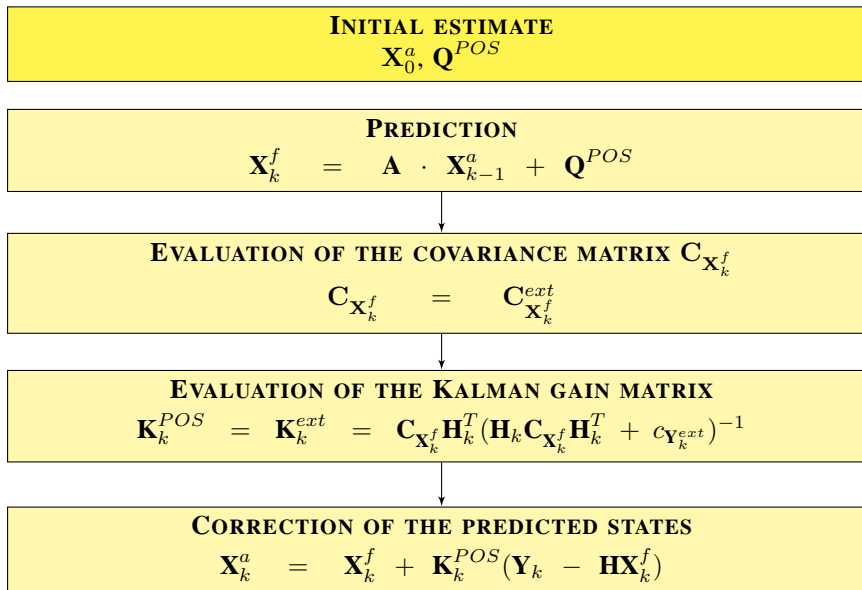 INITIAL ESTIMATE
X_0^a, Q^{POS}
PREDICTION
X_k^f = A · X_{k-1}^a + Q^{POS}
EVALUATION OF THE COVARIANCE MATRIX C_{X_k^f}
C_{X_k^f} = C_{X_k^f}^{ext}
EVALUATION OF THE KALMAN GAIN MATRIX
K_k^{POS} = K_k^{ext} = C_{X_k^f} H_k^T (H_k C_{X_k^f} H_k^T + c_{Y_k^{ext}})^{-1}
CORRECTION OF THE PREDICTED STATES
X_k^a = X_k^f + K_k^{POS} (Y_k − HX_k^f)